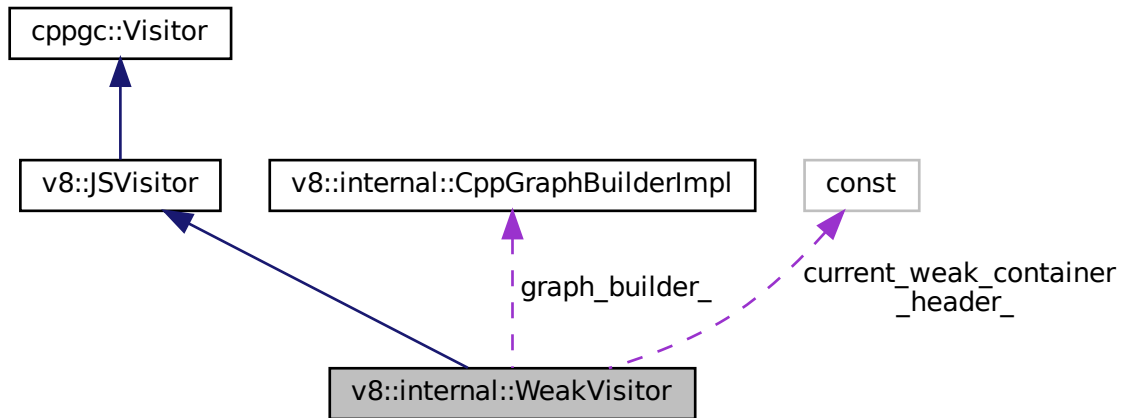 cppgc::Visitor
v8::JSVisitor
v8::internal::CppGraphBuilderImpl
const
graph_builder_
current_weak_container
_header_
v8::internal::WeakVisitor